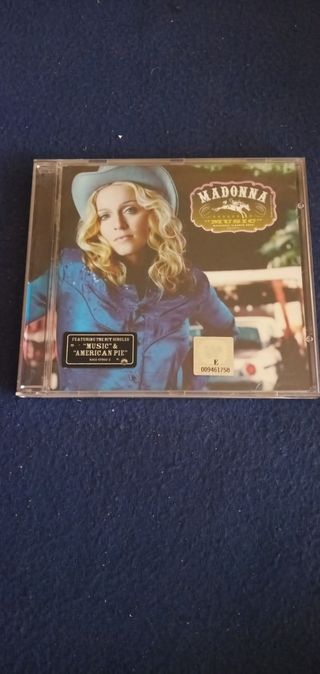 MADONNA
"MUSIC"
FEATURING THE HIT SINGLES
"MUSIC" &
"AMERICAN PIE"
E
009461758